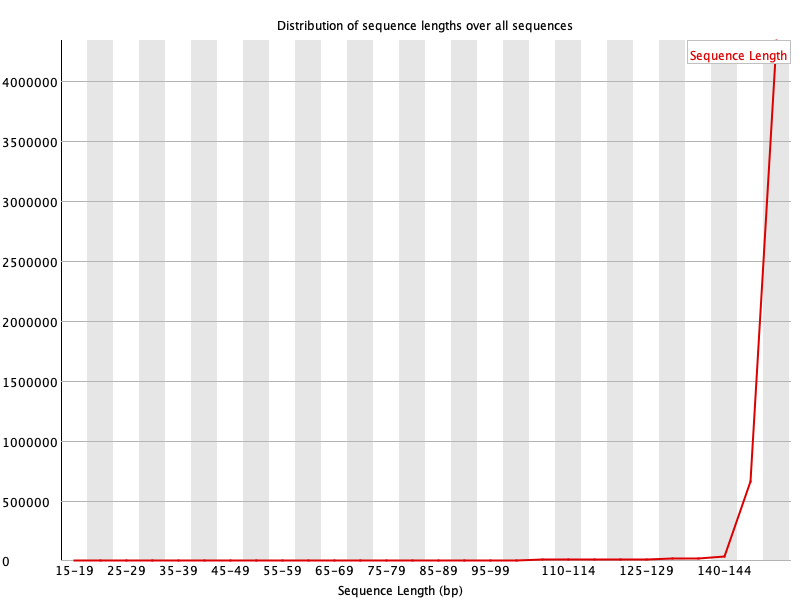 Distribution of sequence lengths over all sequences
Sequence Length
4000000
3500000
3000000
2500000
2000000
1500000
1000000
500000
0
15-19 25-29 35-39 45-49 55-59 65-69 75-79 85-89 95-99 110-114 125-129 140-144
Sequence Length (bp)